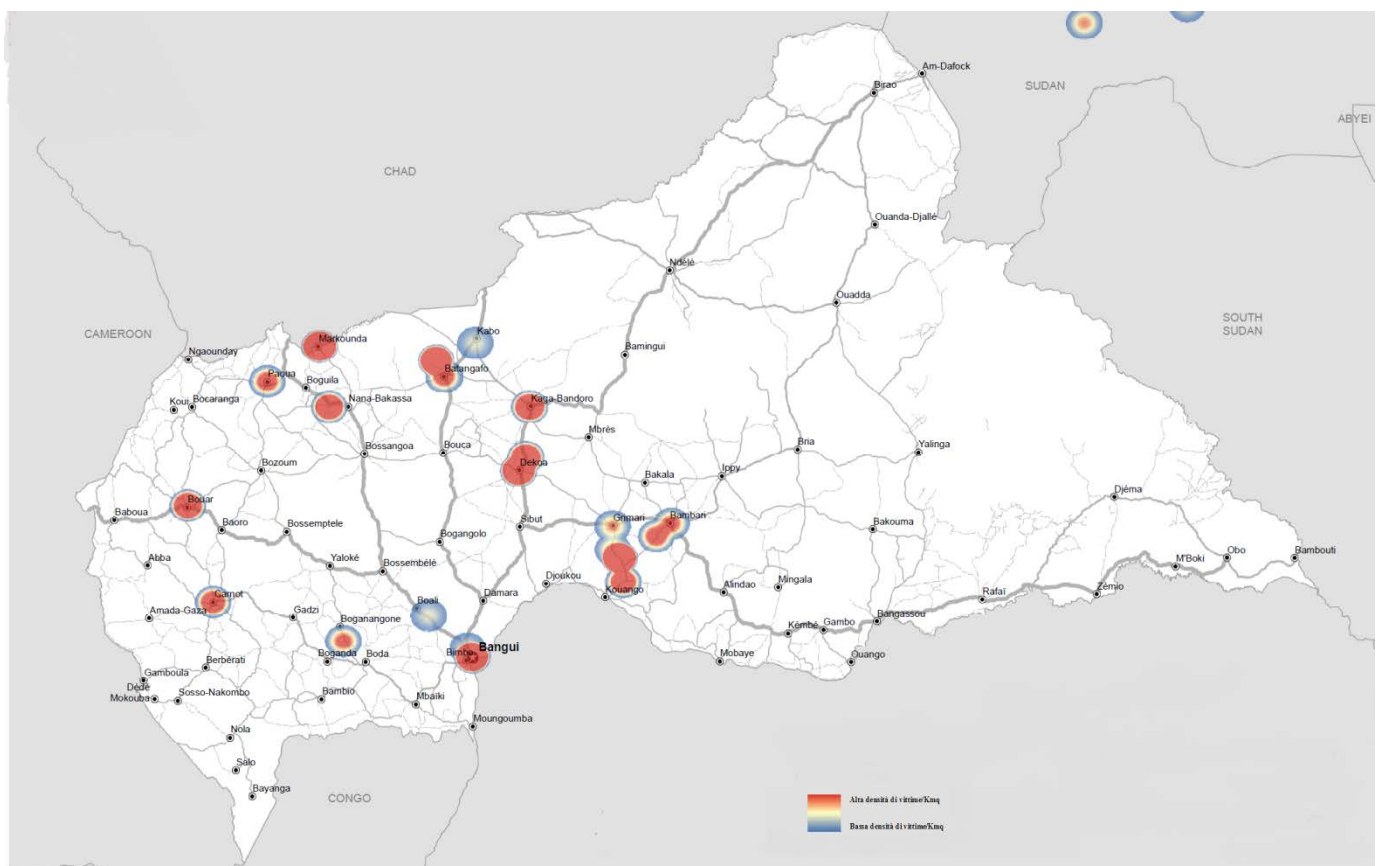 Am-Dafock
Birao
SUDAN
ABYEI
CHAD
Ouanda-Djallé
Ndélé
Ouadda
SOUTH
SUDAN
CAMEROON
Kabo
Markounda
Ngaounday
Bamingui
Batangafo
Paoua
Boguila
Nana-Bakassa
Kaga-Bandoro
Koui
Bocaranga
Mbrès
Bossangoa
Bouca
Bria
Yalinga
Dekoa
Bozoum
Bakala
Ippy
Djéma
Bouar
Baboua
Baoro
Bossemptele
Sibut
Grimari
Bambari
Bakouma
Bogangolo
Abba
Yaloké
Bossembélé
M'Boki
Obo
Bambouti
Djoukou
Kouango
Alindao
Mingala
Rafaï
Zémio
Carnot
Amada-Gaza
Gadzi
Boali
Damara
Boganangone
Kémbé
Gambo
Bangassou
Bimbo
Bangui
Berbérati
Boganda
Boda
Mobaye
Ouango
Gamboula
Dédé
Mokouba
Sosso-Nakombo
Bambio
Mbaïki
Moungoumba
Nola
Salo
Bayanga
CONGO
Alta densità di vittime/Kmq
Bassa densità di vittime/Kmq